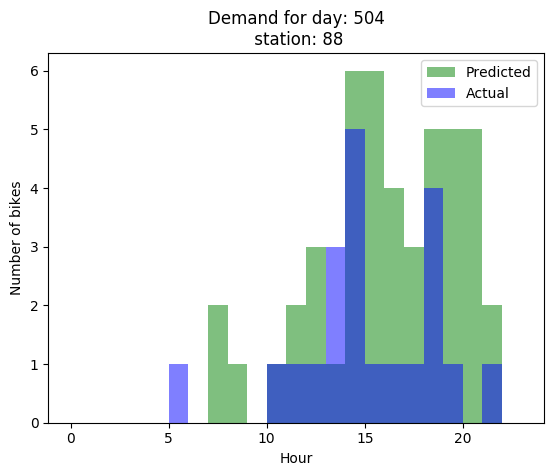 Demand for day: 504
station: 88
Predicted
Actual
Number of bikes
6
5
4
3
2
1
0
0 5 10 15 20
Hour